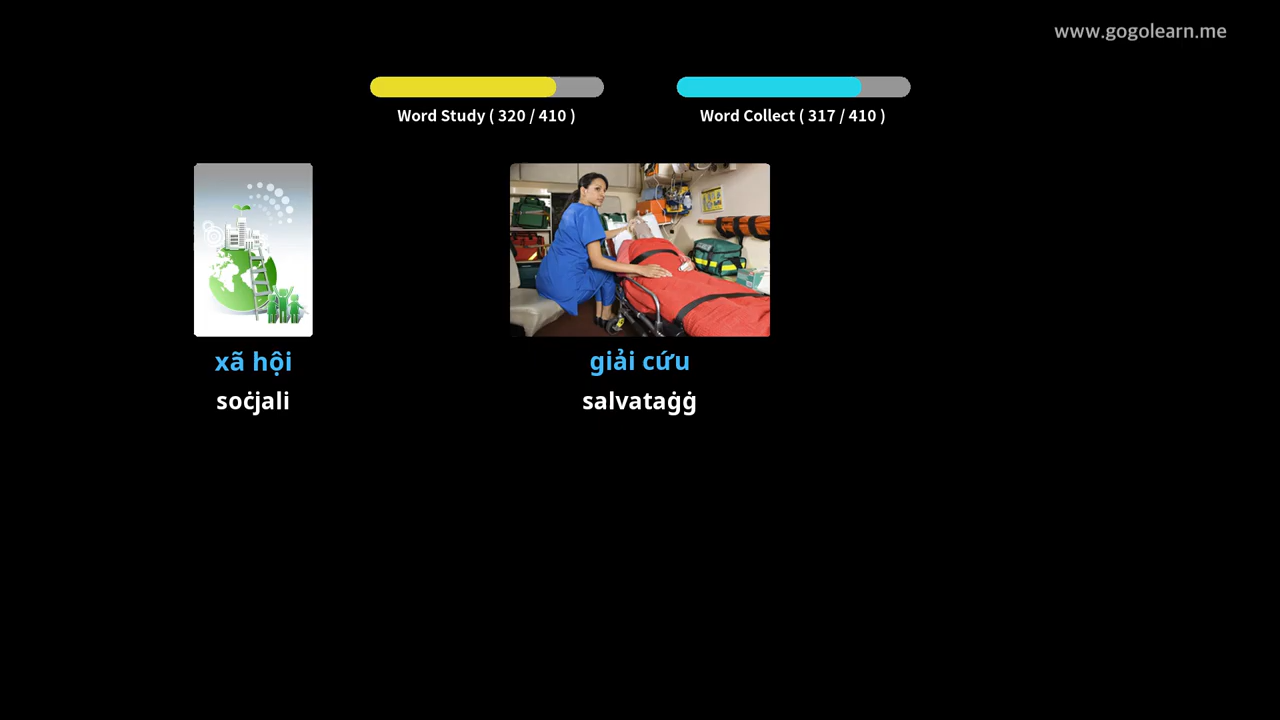 www.gogolearn.me
Word Study ( 320 / 410 )
Word Collect ( 317 / 410 )
xã hội
soċjali
giải cứu
salvataġġ